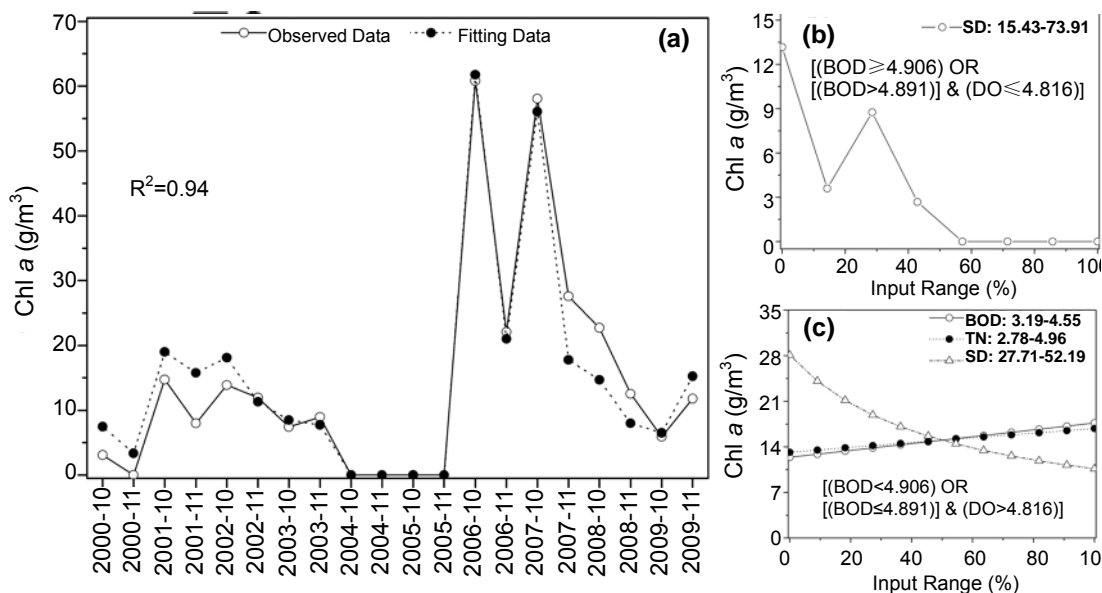 70
60
50
40
30
20
10
0
Chl a (g/m³)
Observed Data
Fitting Data
(a)
R²=0.94
2000-10
2000-11
2001-10
2001-11
2002-10
2002-11
2003-10
2003-11
2004-10
2004-11
2005-10
2005-11
2006-10
2006-11
2007-10
2007-11
2008-10
2008-11
2009-10
2009-11
15
12
9
6
3
0
Chl a (g/m³)
(b)
SD: 15.43-73.91
[(BOD≥4.906) OR
[(BOD>4.891)] & (DO≤4.816)]
0 20 40 60 80 100
Input Range (%)
35
28
21
14
7
0
Chl a (g/m³)
(c)
BOD: 3.19-4.55
TN: 2.78-4.96
SD: 27.71-52.19
[(BOD<4.906) OR
[(BOD≤4.891)] & (DO>4.816)]
0 20 40 60 80 100
Input Range (%)